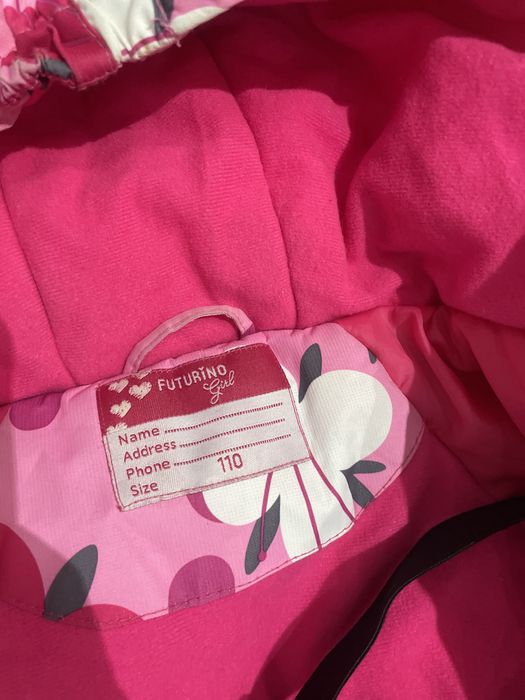 FUTURINO
Girl
Name
Address
Phone
Size 110